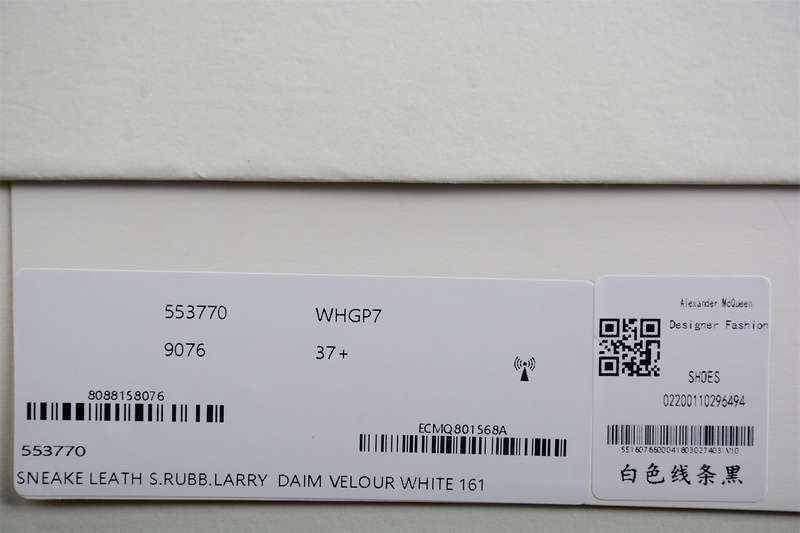 553770 WHGP7
9076 37+
8088158076
ECMQ801568A
553770
SNEAKE LEATH S.RUBB.LARRY DAIM VELOUR WHITE 161
Alexander McQueen
Designer Fashion
SHOES
02200110296494
55160766000418030274031V10
白色线条黑